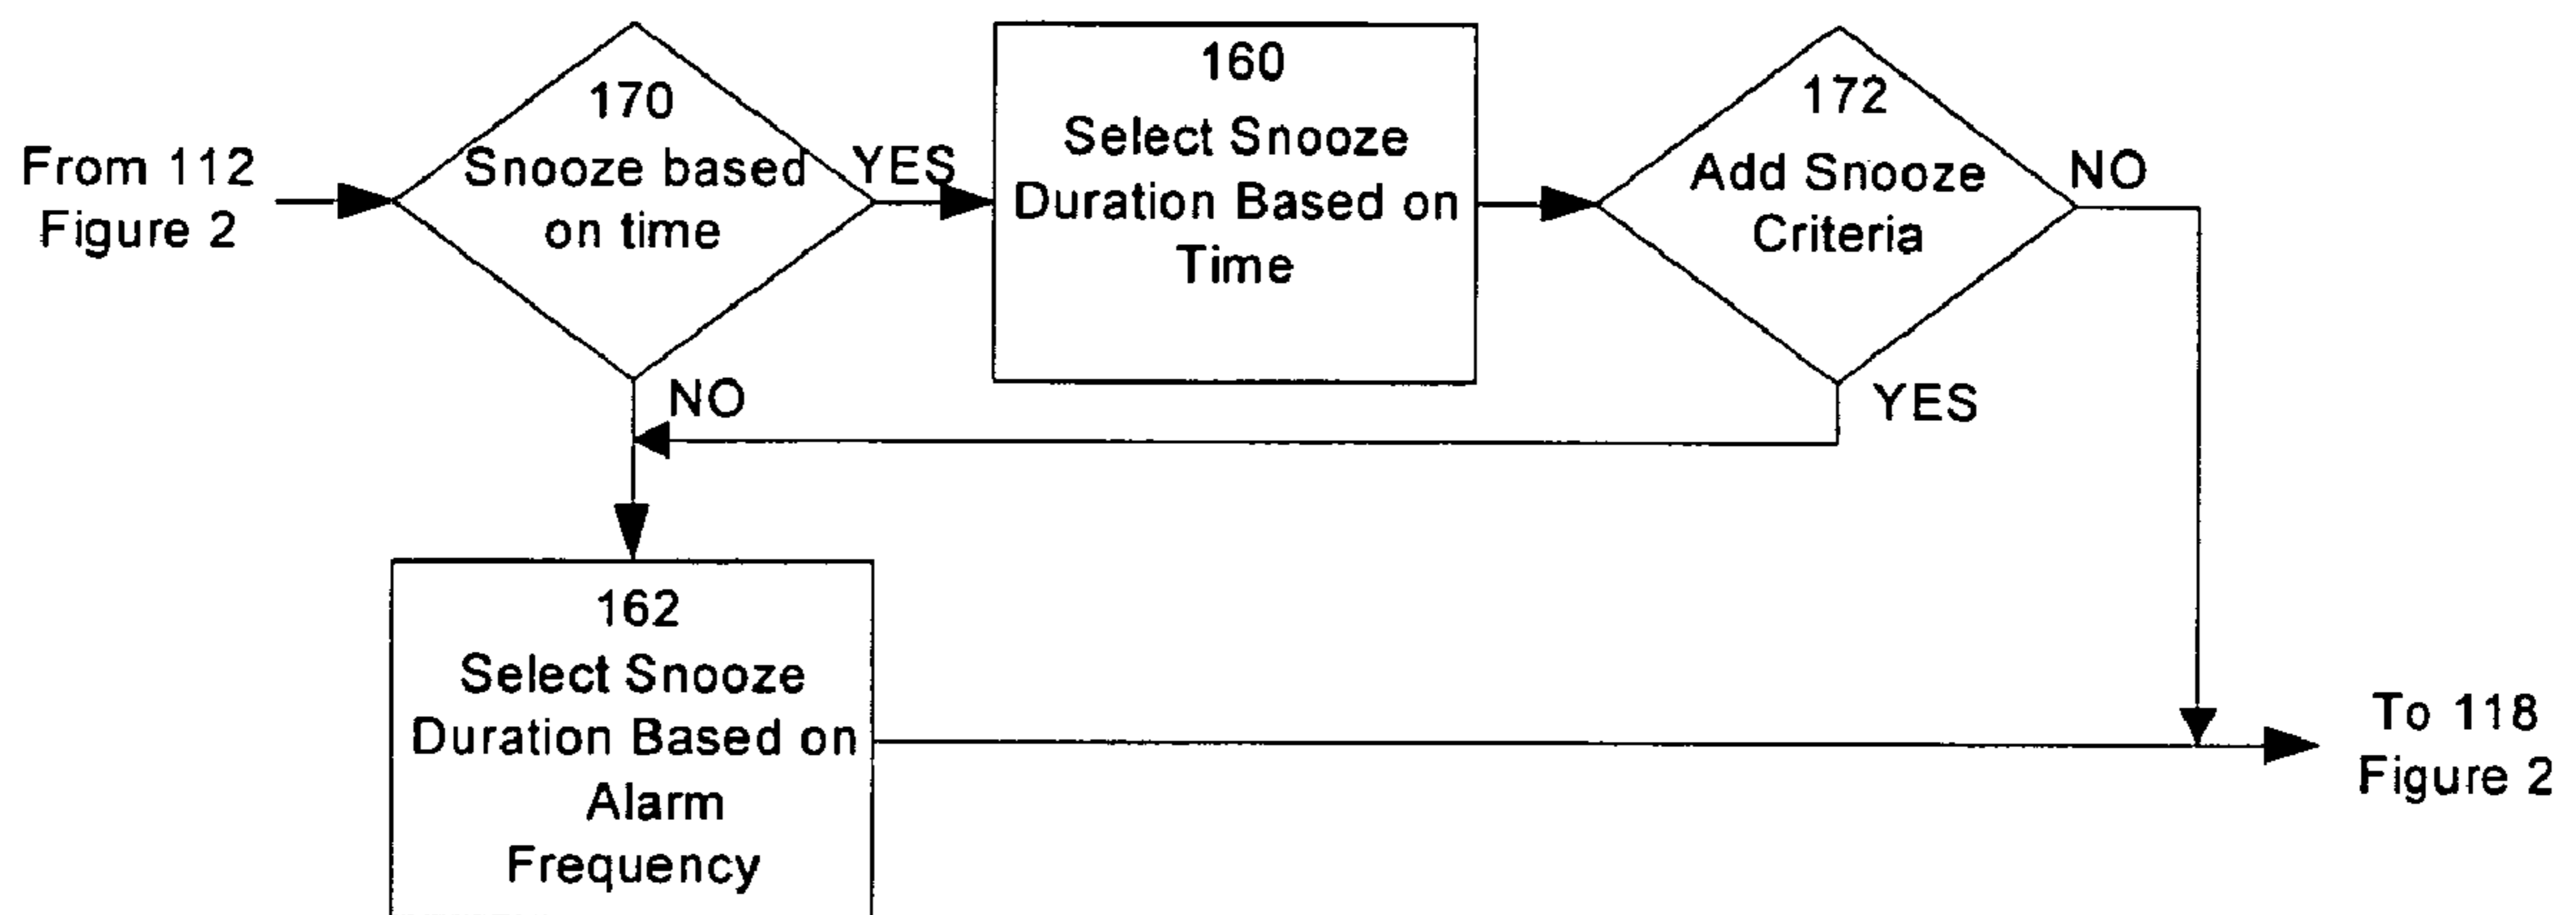 From 112
Figure 2
170
Snooze based
on time
YES
NO
160
Select Snooze
Duration Based on
Time
172
Add Snooze
Criteria
NO
YES
162
Select Snooze
Duration Based on
Alarm
Frequency
To 118
Figure 2